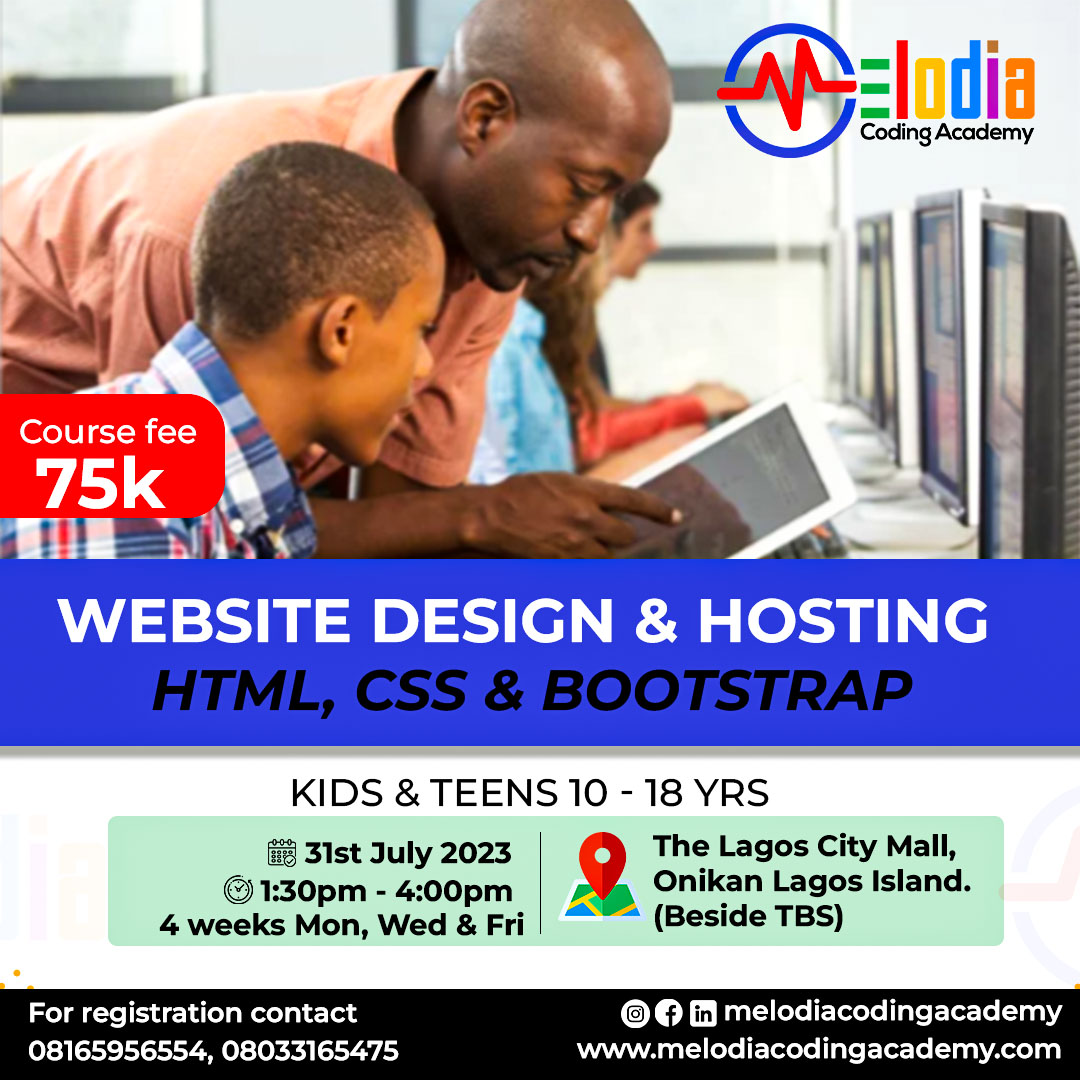 Melodia
Coding Academy
Course fee
75k
WEBSITE DESIGN & HOSTING
HTML, CSS & BOOTSTRAP
KIDS & TEENS 10 - 18 YRS
31st July 2023
1:30pm - 4:00pm
4 weeks Mon, Wed & Fri
The Lagos City Mall,
Onikan Lagos Island.
(Beside TBS)
For registration contact
08165956554, 08033165475
melodiacodingacademy
www.melodiacodingacademy.com